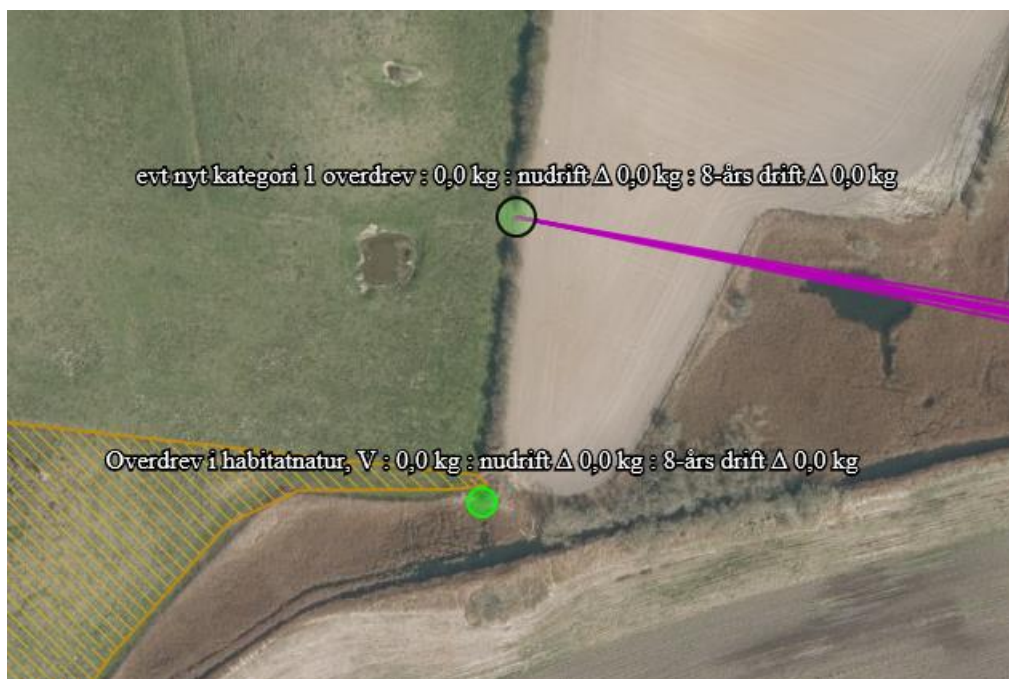 evt nyt kategori 1 overdrev : 0,0 kg : nudrift Δ 0,0 kg : 8-års drift Δ 0,0 kg
Overdrev i habitatnatur, V : 0,0 kg : nudrift Δ 0,0 kg : 8-års drift Δ 0,0 kg